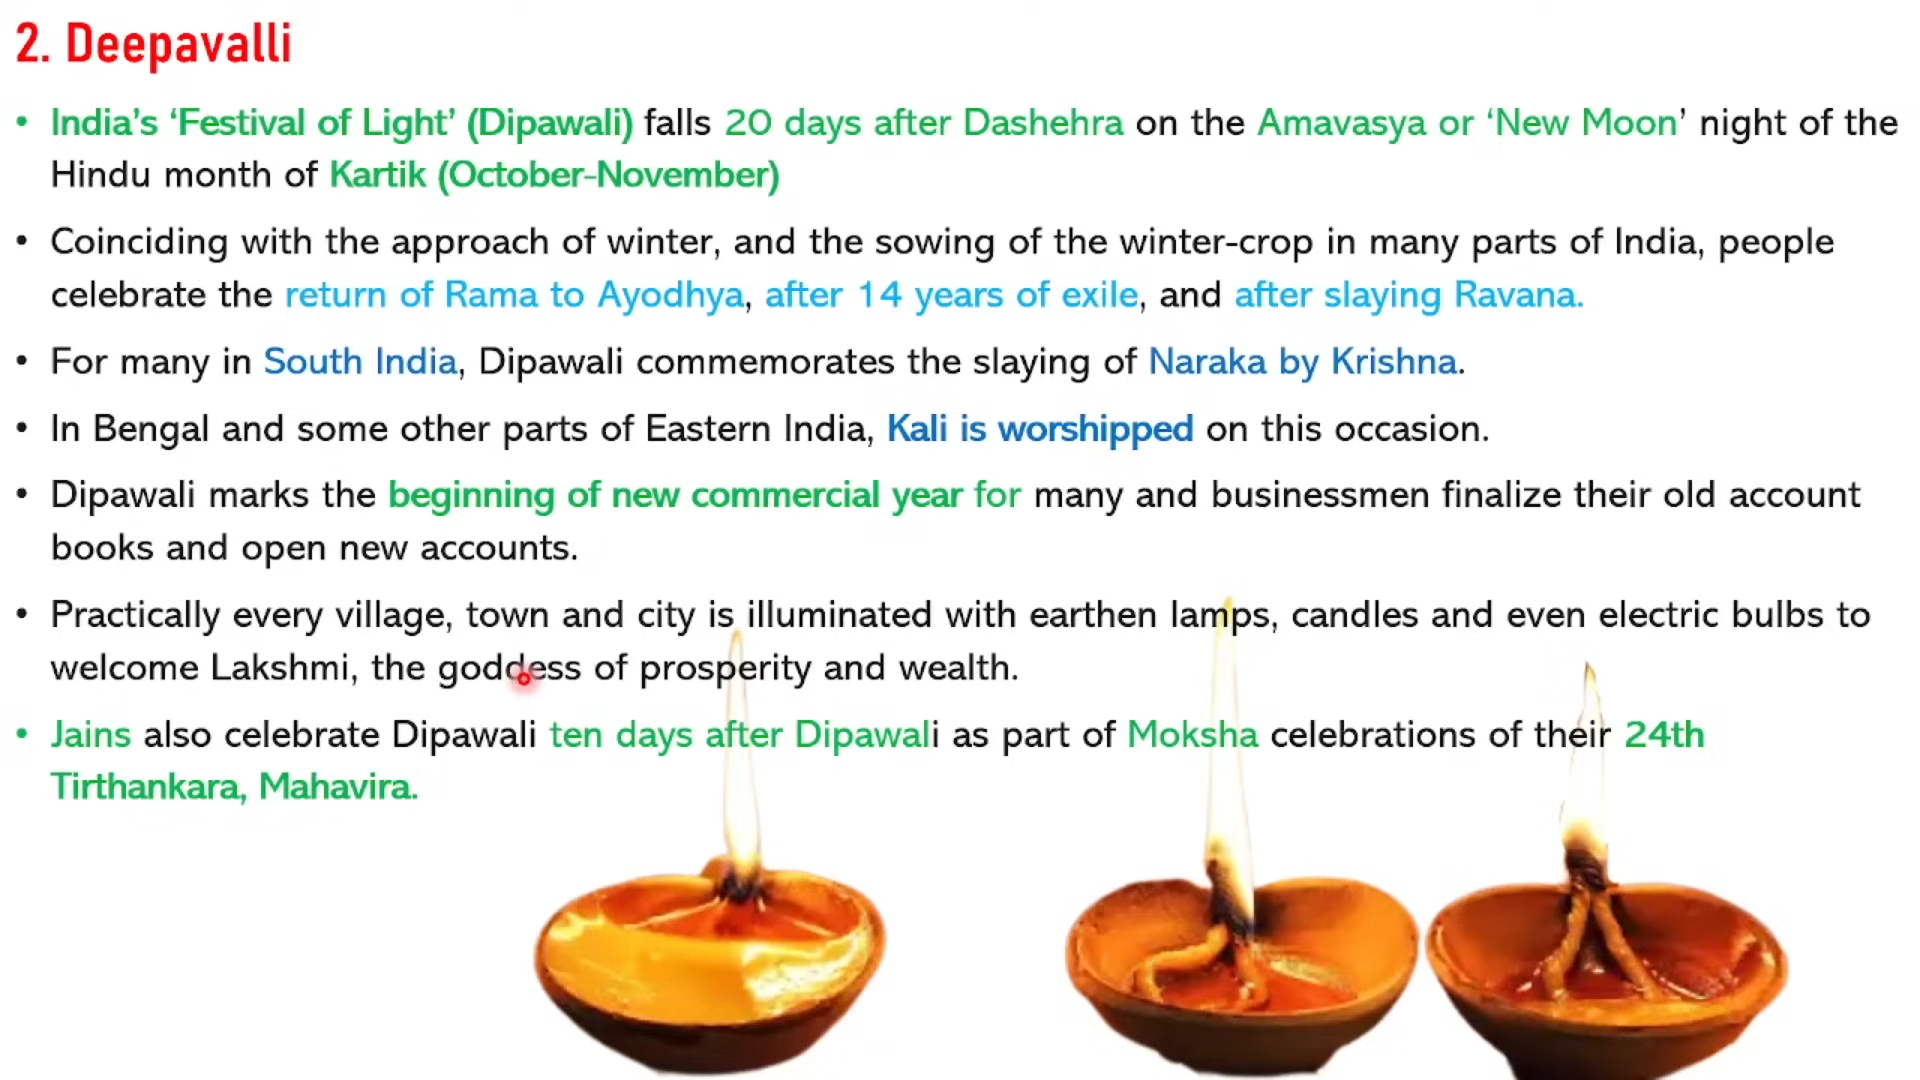 2. Deepavalli
• India's 'Festival of Light' (Dipawali) falls 20 days after Dashehra on the Amavasya or 'New Moon' night of the
Hindu month of Kartik (October-November)
• Coinciding with the approach of winter, and the sowing of the winter-crop in many parts of India, people
celebrate the return of Rama to Ayodhya, after 14 years of exile, and after slaying Ravana.
• For many in South India, Dipawali commemorates the slaying of Naraka by Krishna.
• In Bengal and some other parts of Eastern India, Kali is worshipped on this occasion.
• Dipawali marks the beginning of new commercial year for many and businessmen finalize their old account
books and open new accounts.
• Practically every village, town and city is illuminated with earthen lamps, candles and even electric bulbs to
welcome Lakshmi, the goddess of prosperity and wealth.
• Jains also celebrate Dipawali ten days after Dipawali as part of Moksha celebrations of their 24th
Tirthankara, Mahavira.